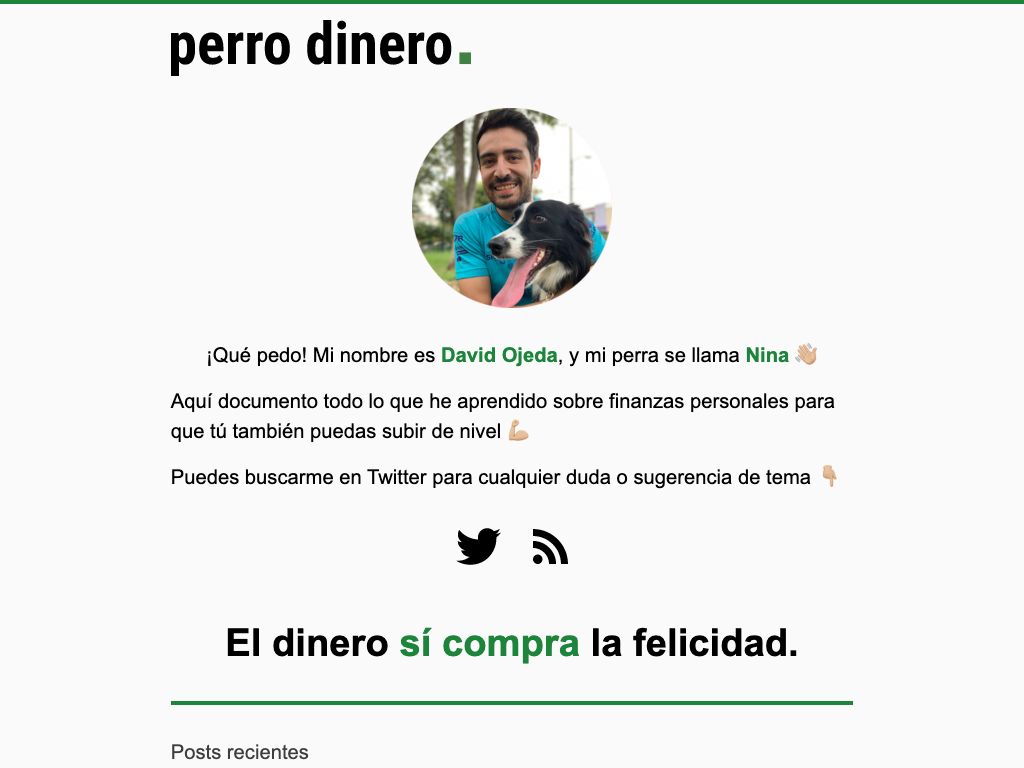 perro dinero.
¡Qué pedo! Mi nombre es David Ojeda, y mi perra se llama Nina 👋🏼
Aquí documento todo lo que he aprendido sobre finanzas personales para
que tú también puedas subir de nivel 💪🏼
Puedes buscarme en Twitter para cualquier duda o sugerencia de tema 👇🏼
El dinero sí compra la felicidad.
Posts recientes